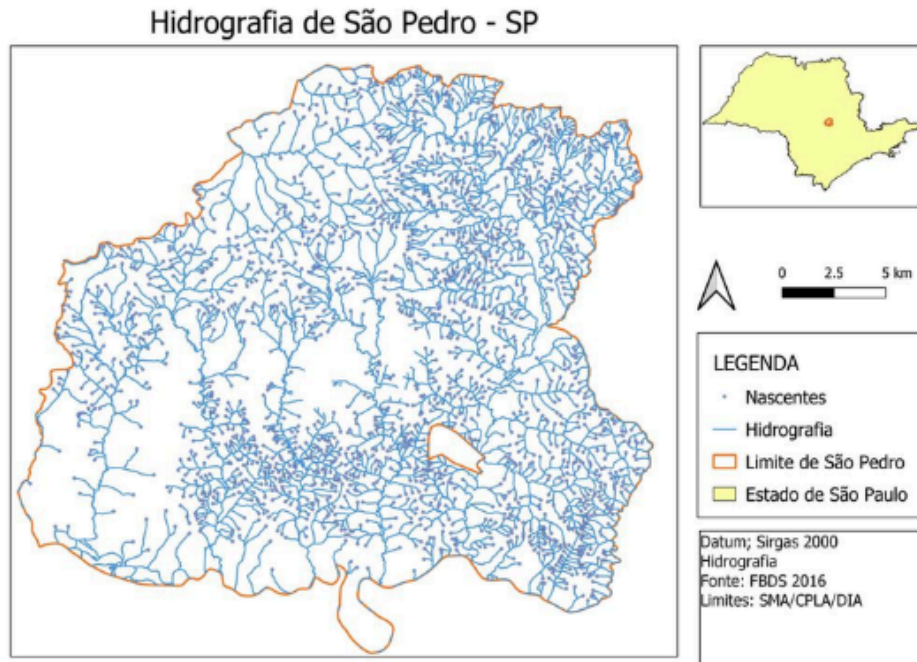 Hidrografia de São Pedro - SP
0 2.5 5 km
LEGENDA
Nascentes
Hidrografia
Limite de São Pedro
Estado de São Paulo
Datum; Sirgas 2000
Hidrografia
Fonte: FBDS 2016
Limites: SMA/CPLA/DIA